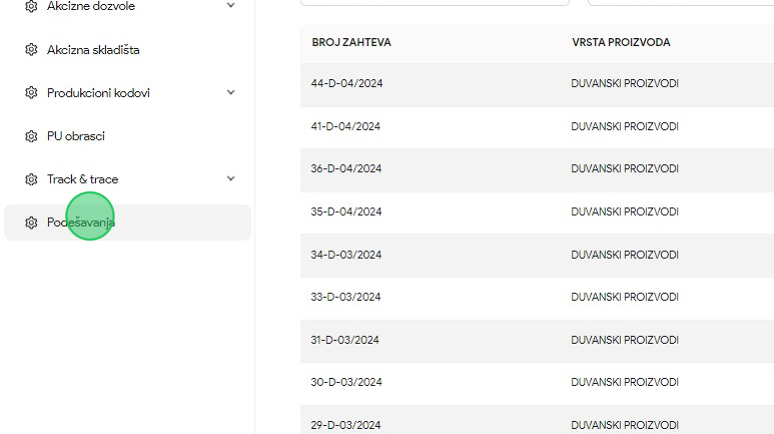 Akcizne dozvole
Akcizna skladišta
Produkcioni kodovi
PU obrasci
Track & trace
Podešavanja
BROJ ZAHTEVA VRSTA PROIZVODA
44-D-04/2024 DUVANSKI PROIZVODI
41-D-04/2024 DUVANSKI PROIZVODI
36-D-04/2024 DUVANSKI PROIZVODI
35-D-04/2024 DUVANSKI PROIZVODI
34-D-03/2024 DUVANSKI PROIZVODI
33-D-03/2024 DUVANSKI PROIZVODI
31-D-03/2024 DUVANSKI PROIZVODI
30-D-03/2024 DUVANSKI PROIZVODI
29-D-03/2024 DUVANSKI PROIZVODI